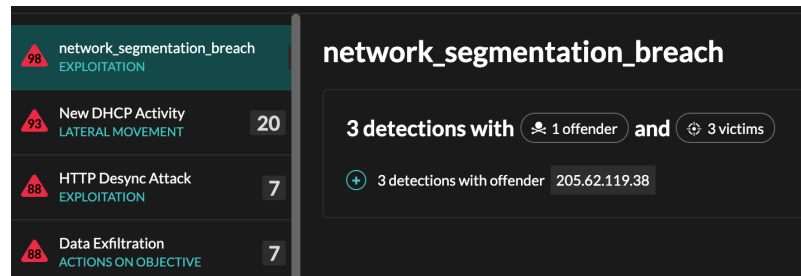 98
network_segmentation_breach
EXPLOITATION
93
New DHCP Activity
LATERAL MOVEMENT
20
88
HTTP Desync Attack
EXPLOITATION
7
88
Data Exfiltration
ACTIONS ON OBJECTIVE
7
network_segmentation_breach
3 detections with 1 offender and 3 victims
3 detections with offender 205.62.119.38